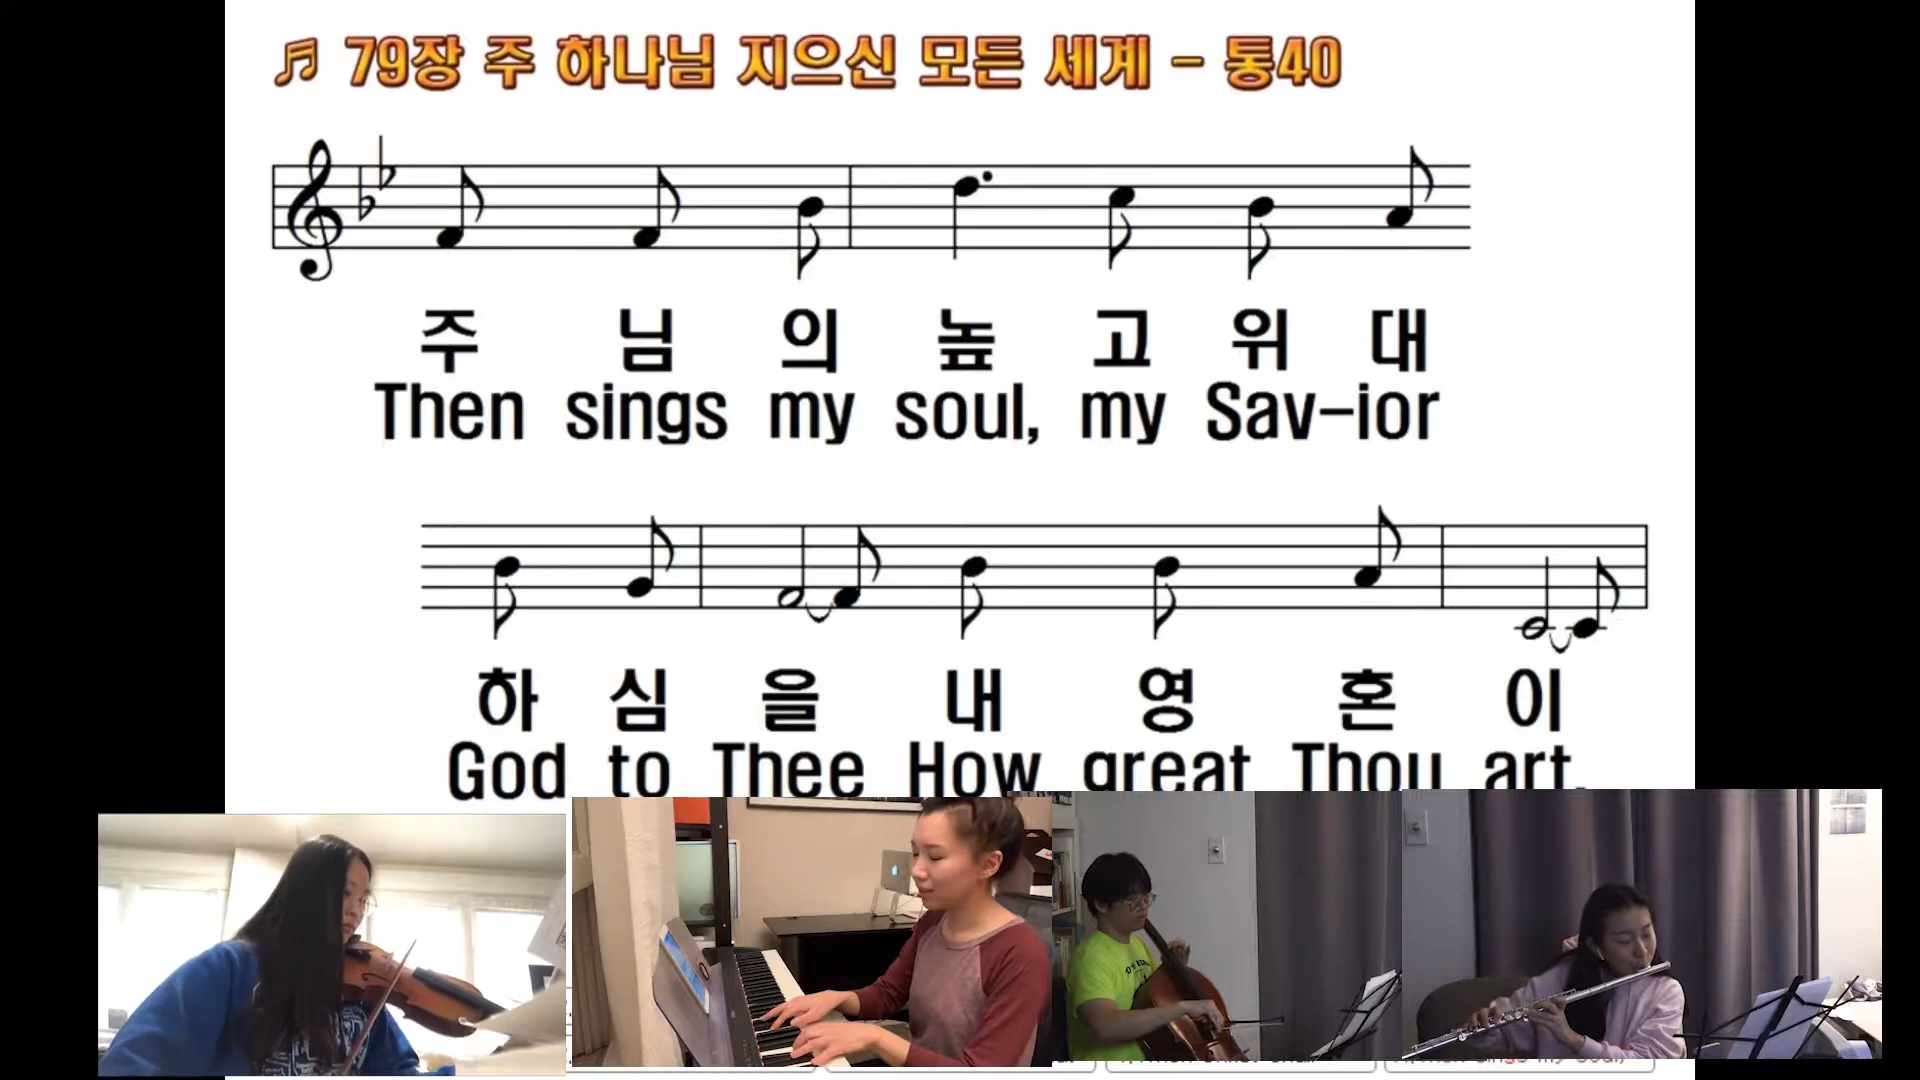 79장 주 하나님 지으신 모든 세계 - 통40
주 님 의 높 고 위 대
Then sings my soul, my Sav-ior
하 심 을 내 영 혼 이
God to Thee How great Thou art.